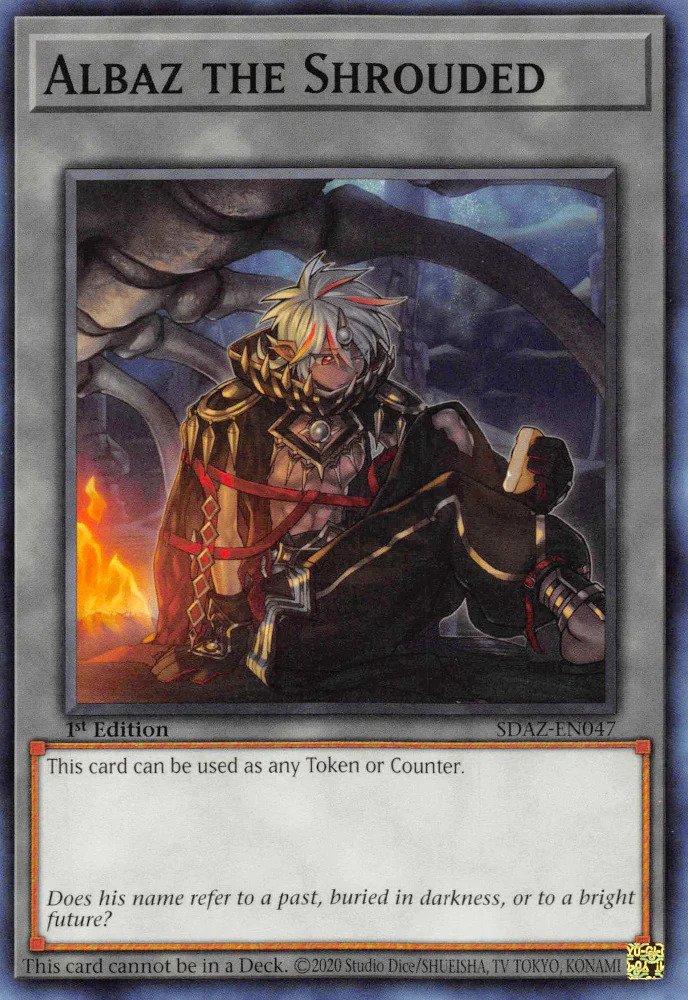 Albaz the Shrouded
1st Edition
SDAZ-EN047
This card can be used as any Token or Counter.
Does his name refer to a past, buried in darkness, or to a bright
future?
This card cannot be in a Deck. ©2020 Studio Dice/SHUEISHA, TV TOKYO, KONAMI